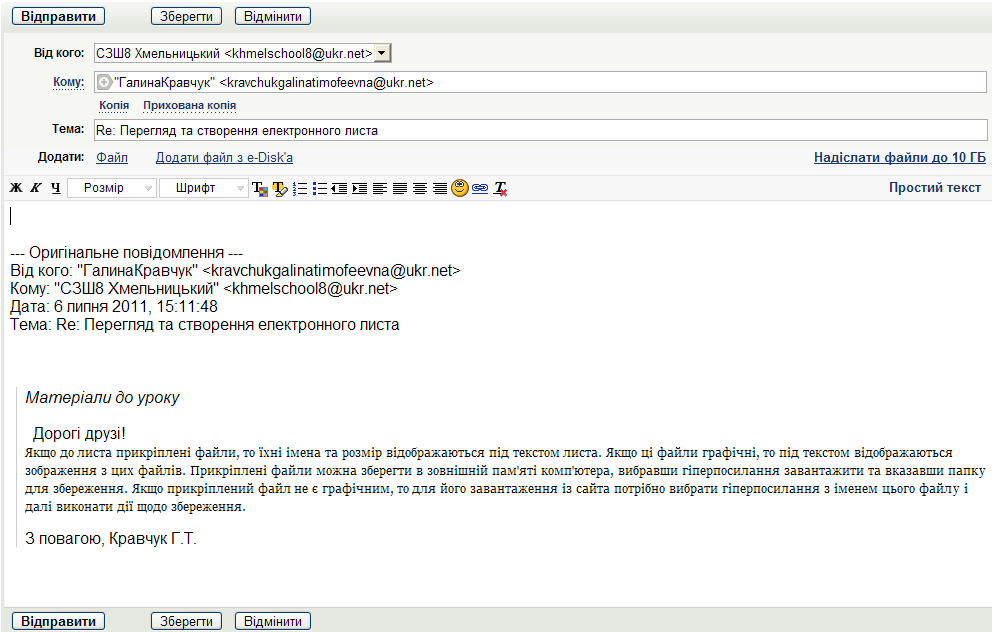 Відправити Зберегти Відмінити
Від кого: СЗШ8 Хмельницький <khmelschool8@ukr.net>
Кому: "ГалинаКравчук" <kravchukgalinatimofeevna@ukr.net>
Копія Прихована копія
Тема: Re: Перегляд та створення електронного листа
Додати: Файл Додати файл з e-Disk'а Надіслати файли до 10 ГБ
Ж К Ч Розмір Шрифт Простий текст
--- Оригінальне повідомлення ---
Від кого: "ГалинаКравчук" <kravchukgalinatimofeevna@ukr.net>
Кому: "СЗШ8 Хмельницький" <khmelschool8@ukr.net>
Дата: 6 липня 2011, 15:11:48
Тема: Re: Перегляд та створення електронного листа
Матеріали до уроку
Дорогі друзі!
Якщо до листа прикріплені файли, то їхні імена та розмір відображаються під текстом листа. Якщо ці файли графічні, то під текстом відображаються
зображення з цих файлів. Прикріплені файли можна зберегти в зовнішній пам'яті комп'ютера, вибравши гіперпосилання завантажити та вказавши папку
для збереження. Якщо прикріплений файл не є графічним, то для його завантаження із сайта потрібно вибрати гіперпосилання з іменем цього файлу і
далі виконати дії щодо збереження.
З повагою, Кравчук Г.Т.
Відправити Зберегти Відмінити